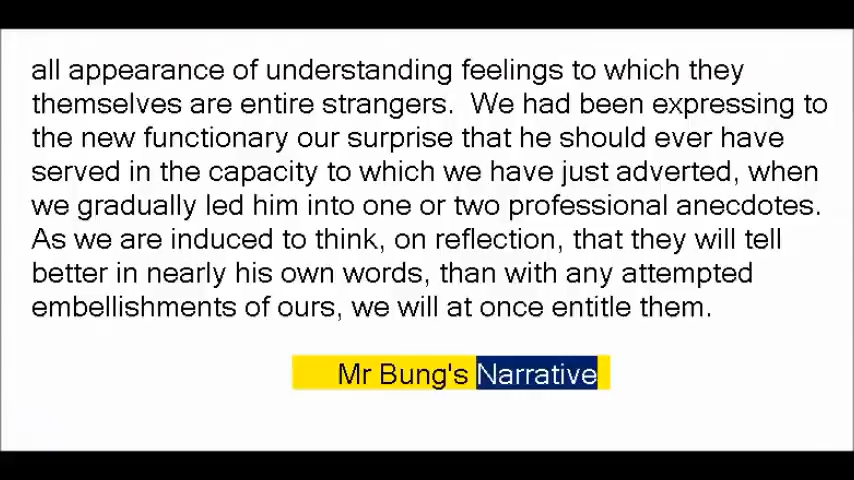 all appearance of understanding feelings to which they
themselves are entire strangers.  We had been expressing to
the new functionary our surprise that he should ever have
served in the capacity to which we have just adverted, when
we gradually led him into one or two professional anecdotes.
As we are induced to think, on reflection, that they will tell
better in nearly his own words, than with any attempted
embellishments of ours, we will at once entitle them.
Mr Bung's Narrative